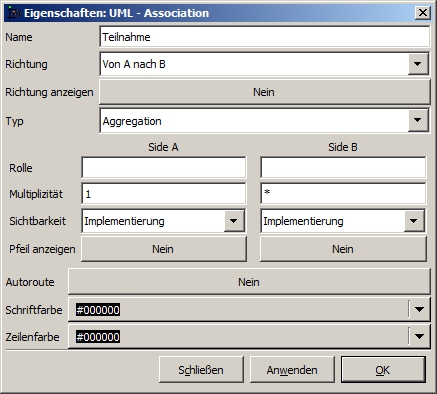 Eigenschaften: UML - Association
Name Teilnahme
Richtung Von A nach B
Richtung anzeigen Nein
Typ Aggregation
Side A Side B
Rolle
Multiplizität 1 *
Sichtbarkeit Implementierung Implementierung
Pfeil anzeigen Nein Nein
Autoroute Nein
Schriftfarbe #000000
Zeilenfarbe #000000
Schließen Anwenden OK